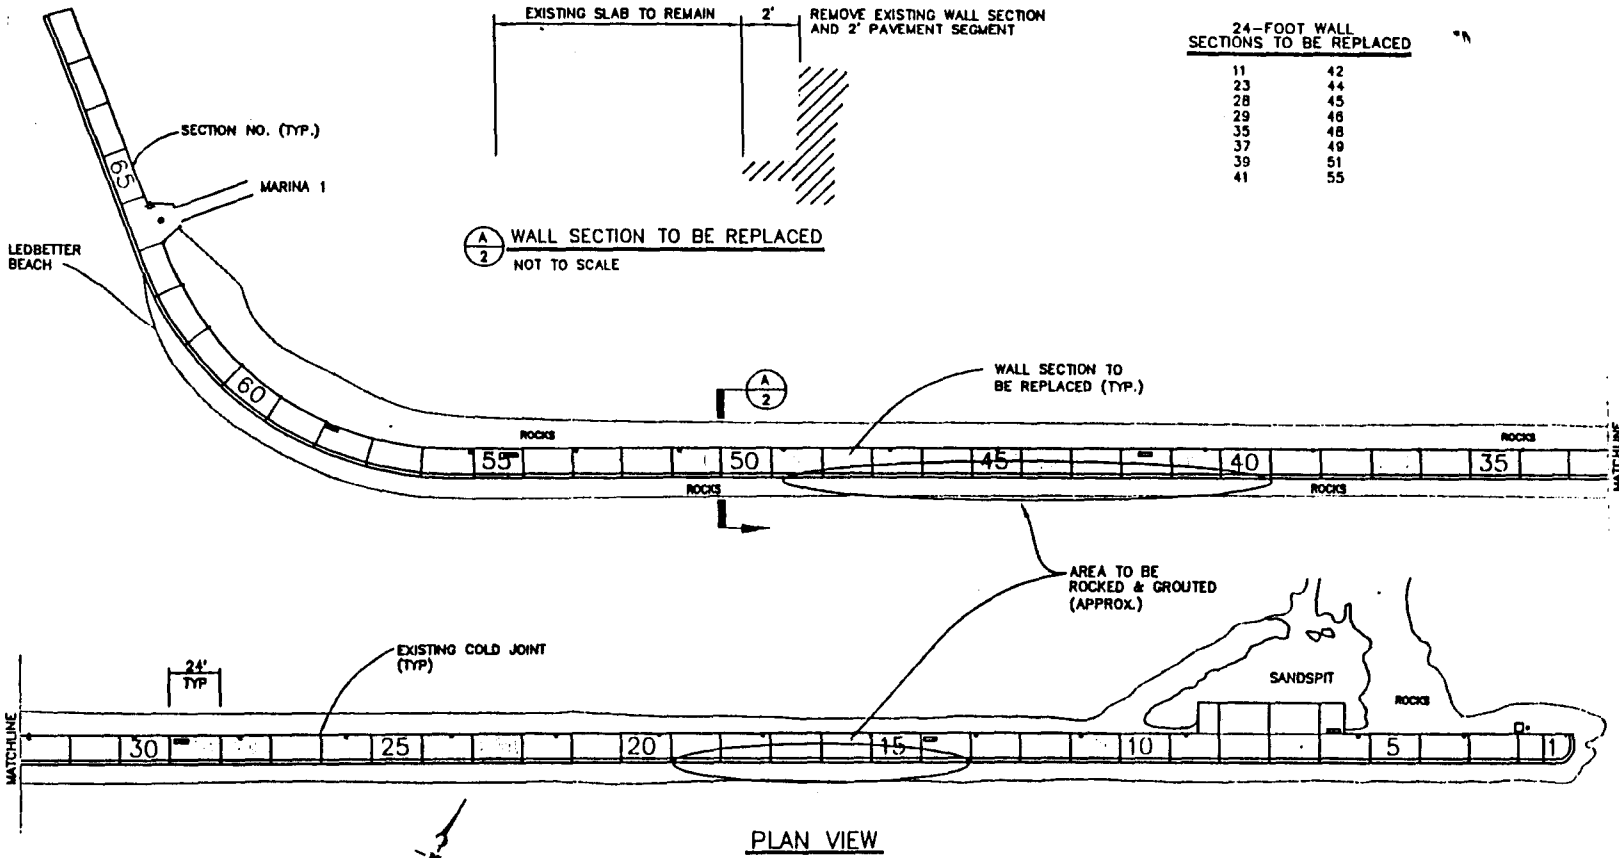 EXISTING SLAB TO REMAIN
2'
REMOVE EXISTING WALL SECTION
AND 2' PAVEMENT SEGMENT
24-FOOT WALL
SECTIONS TO BE REPLACED
11 42
23 44
28 45
29 46
35 48
37 49
39 51
41 55
SECTION NO. (TYP.)
65
MARINA 1
LEDBETTER
BEACH
A
2
WALL SECTION TO BE REPLACED
NOT TO SCALE
60
A
2
WALL SECTION TO
BE REPLACED (TYP.)
ROCKS
ROCKS
55
50
45
40
35
MATCHLINE
ROCKS
ROCKS
AREA TO BE
ROCKED & GROUTED
(APPROX.)
EXISTING COLD JOINT
(TYP)
24'
TYP
SANDSPIT
ROCKS
MATCHLINE
30
25
20
15
10
5
1
PLAN VIEW